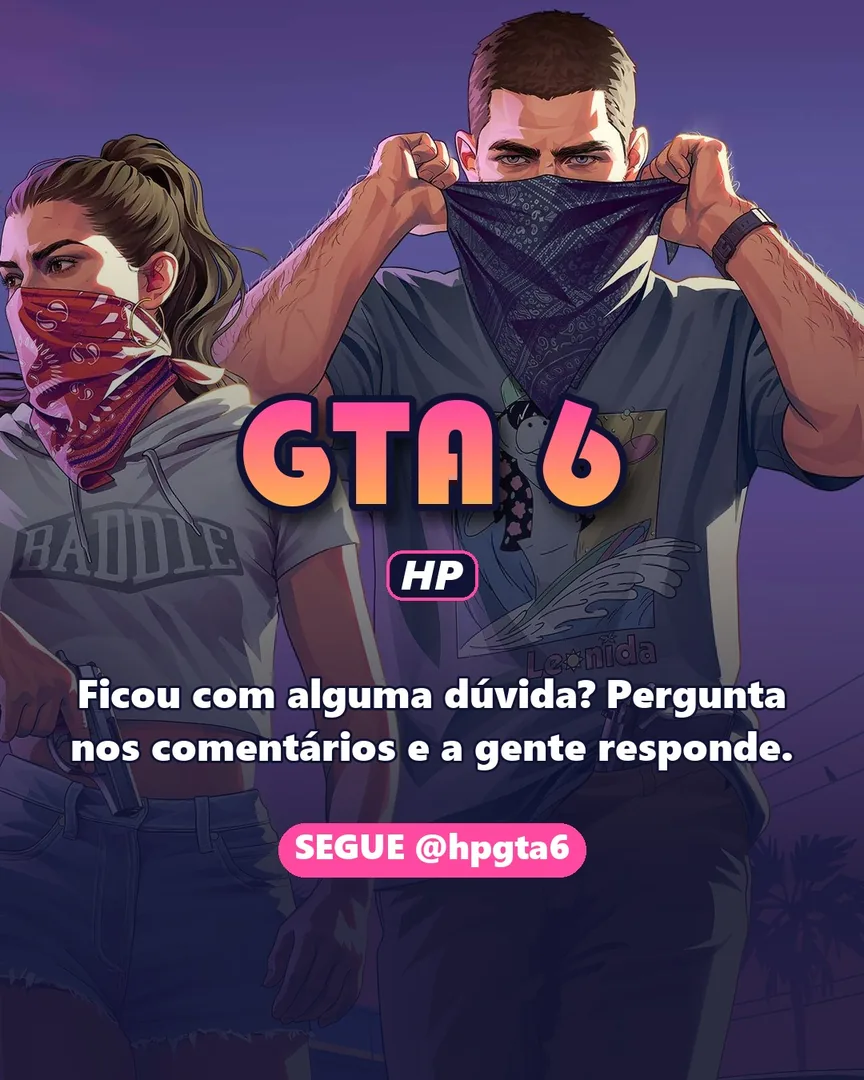 GTA 6
BADDIE
HP
Leonida
Ficou com alguma dúvida? Pergunta
nos comentários e a gente responde.
SEGUE @hpgta6